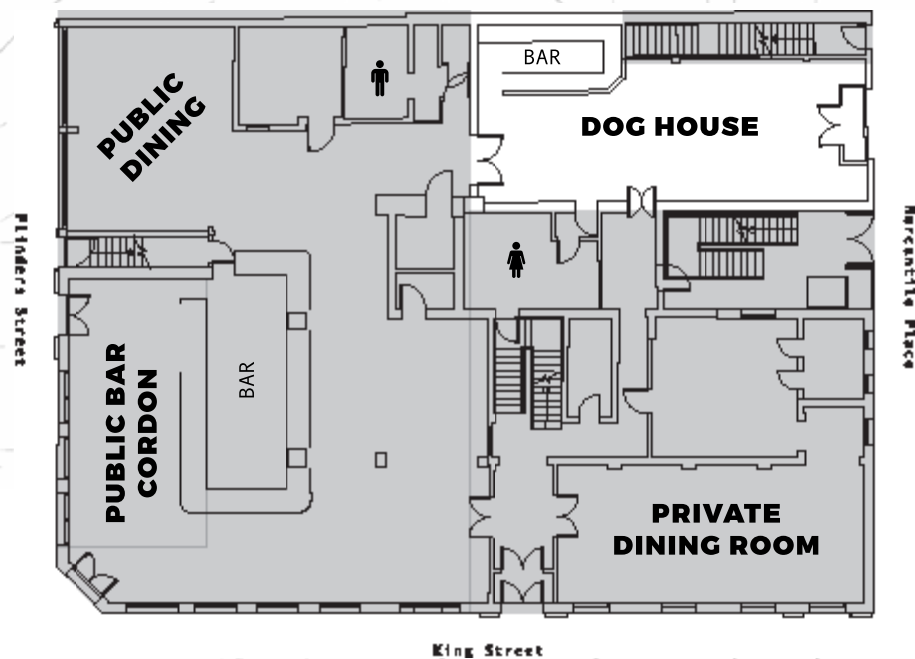 BAR
DOG HOUSE
PUBLIC
DINING
Flinders Street
Mercantile Place
PUBLIC BAR
CORDON
BAR
PRIVATE
DINING ROOM
King Street